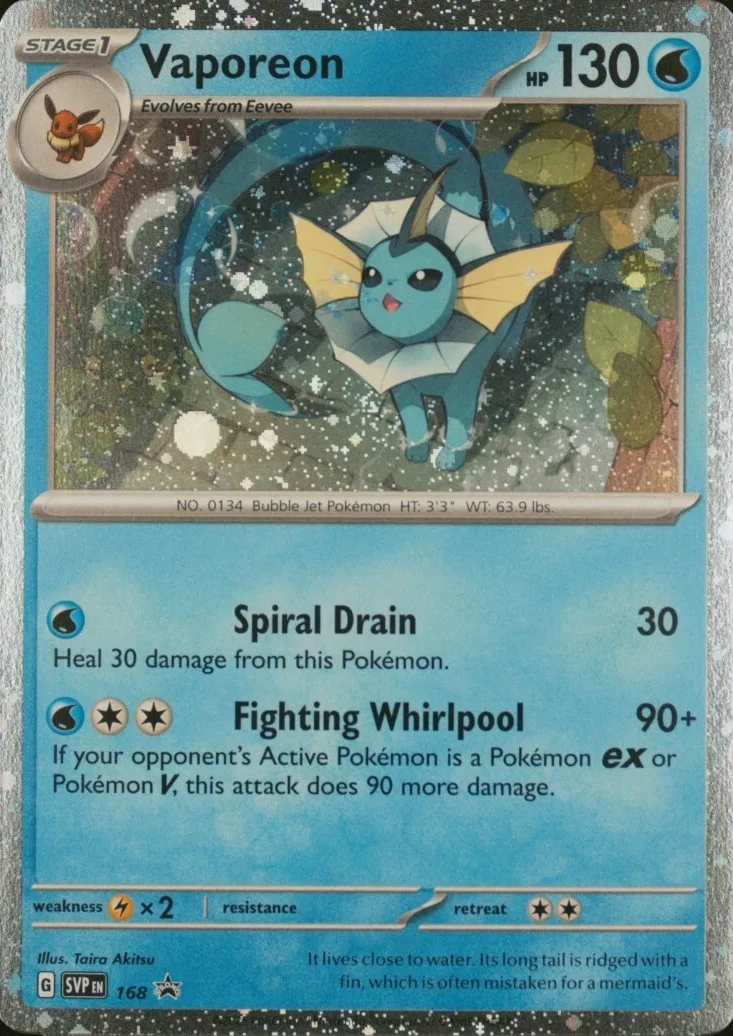 STAGE1
Vaporeon
HP 130
Evolves from Eevee
NO. 0134 Bubble Jet Pokémon HT: 3'3" WT: 63.9 lbs.
Spiral Drain 30
Heal 30 damage from this Pokémon.
Fighting Whirlpool 90+
If your opponent's Active Pokémon is a Pokémon ex or
Pokémon V, this attack does 90 more damage.
weakness ×2 resistance retreat
Illus. Taira Akitsu
It lives close to water. Its long tail is ridged with a
fin, which is often mistaken for a mermaid's.
G SVP EN 168 PROMO